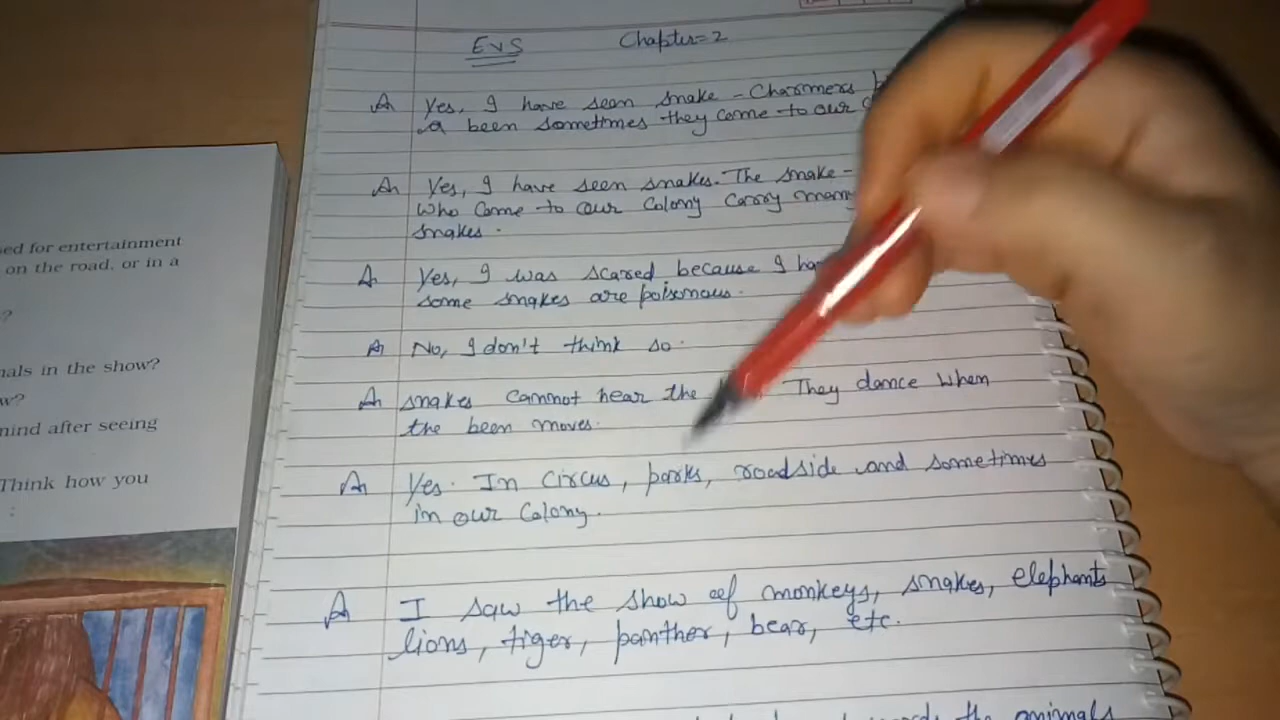 EVS Chapter=2
A Yes, I have seen snake - Charmers
a been sometimes they come to our
A Yes, I have seen snakes. The snake -
who come to our Colony Carry many
snakes.
A Yes, I was scared because I
some snakes are poisonous.
A No, I don't think so.
A snakes cannot hear the They dance when
the been moves.
A Yes. In Circus, parks, roadside and sometimes
in our Colony.
A I saw the show of monkeys, snakes, elephants
lions, tiger, panther, bear, etc.
the animals
ed for entertainment
on the road, or in a
?
nals in the show?
w?
mind after seeing
Think how you
: